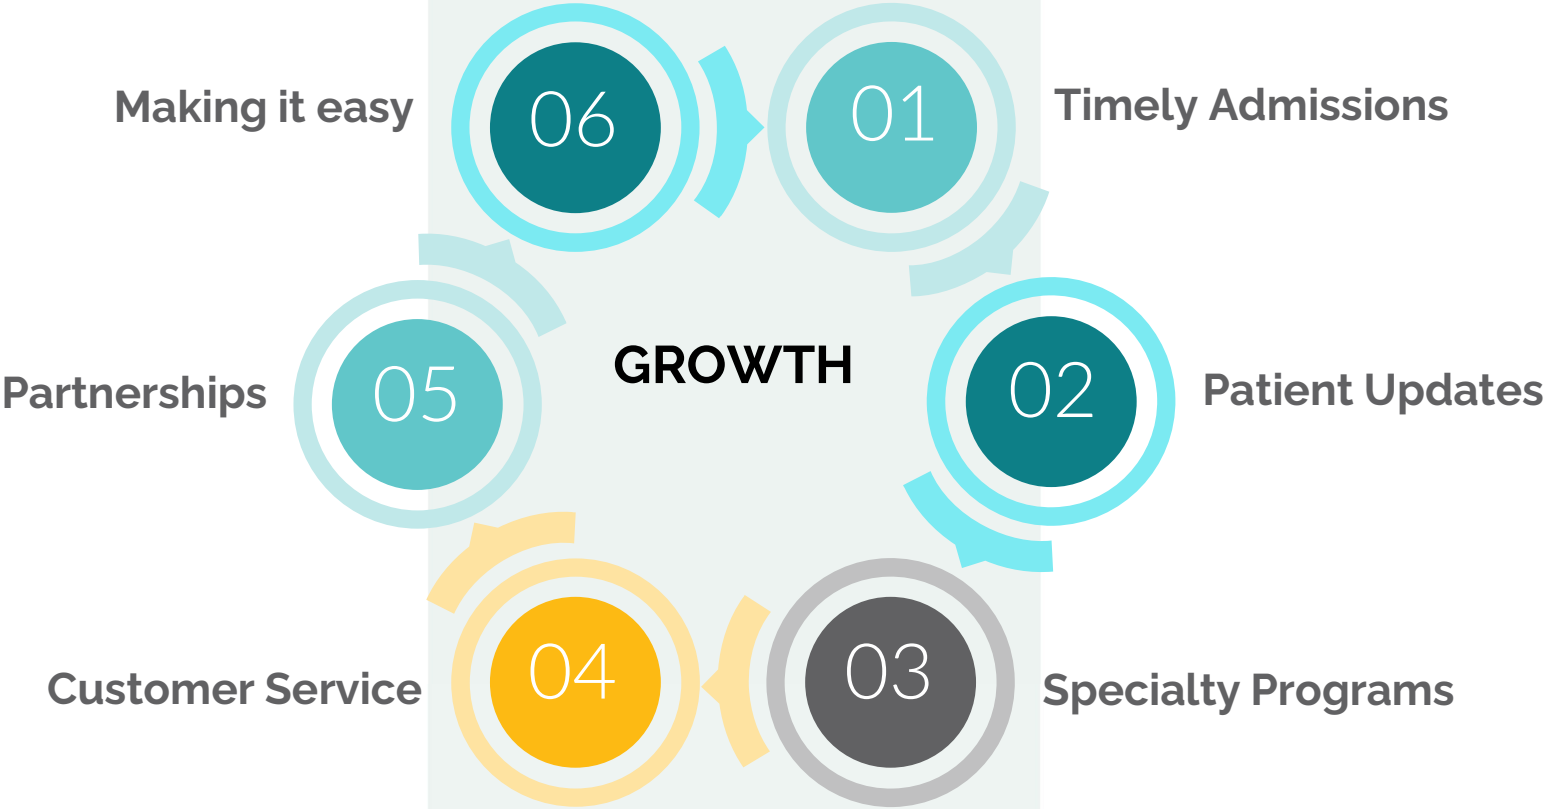 06
01
Making it easy
Timely Admissions
GROWTH
05
02
Partnerships
Patient Updates
04
03
Customer Service
Specialty Programs